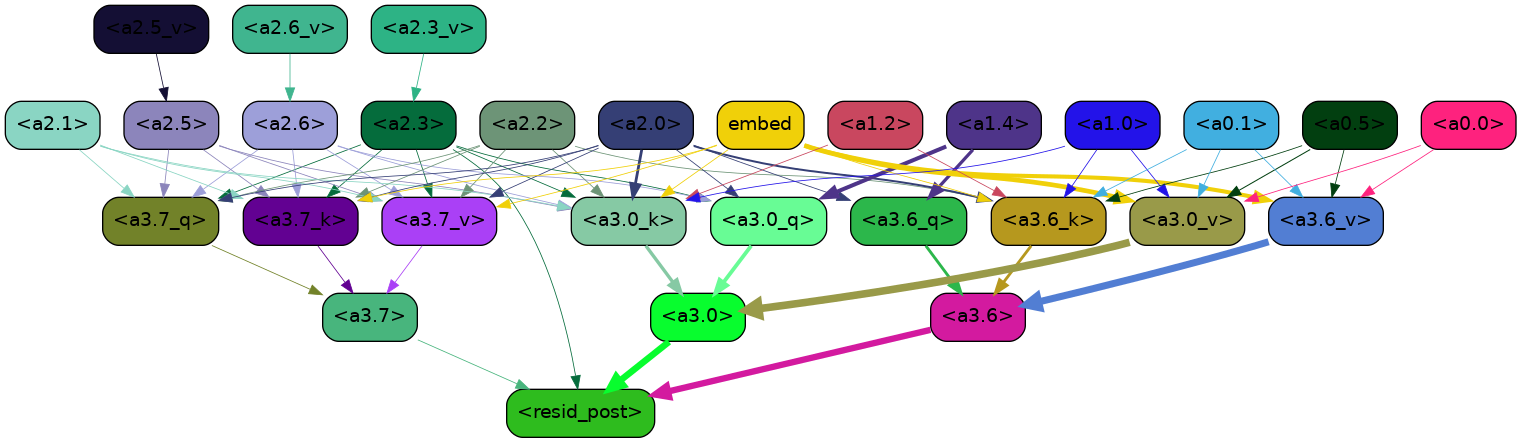 <a2.5_v> <a2.6_v> <a2.3_v>
<a2.1> <a2.5> <a2.6> <a2.3> <a2.2> <a2.0> embed <a1.2> <a1.4> <a1.0> <a0.1> <a0.5> <a0.0>
<a3.7_q> <a3.7_k> <a3.7_v> <a3.0_k> <a3.0_q> <a3.6_q> <a3.6_k> <a3.0_v> <a3.6_v>
<a3.7> <a3.0> <a3.6>
<resid_post>